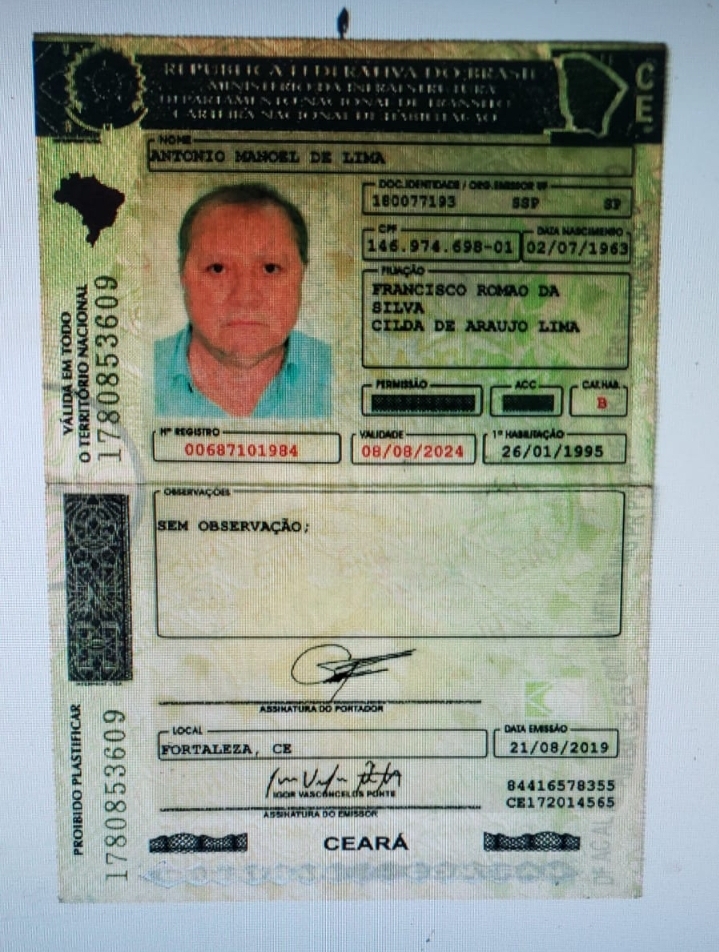 REPÚBLICA FEDERATIVA DO BRASIL
MINISTÉRIO DA INFRAESTRUTURA
DEPARTAMENTO NACIONAL DE TRÂNSITO
CARTEIRA NACIONAL DE HABILITAÇÃO
CE
NOME
ANTONIO MANOEL DE LIMA
DOC. IDENTIDADE / ORG. EMISSOR UF
180077193 SSP SP
CPF
146.974.698-01
DATA NASCIMENTO
02/07/1963
FILIAÇÃO
FRANCISCO ROMAO DA
SILVA
CILDA DE ARAUJO LIMA
PERMISSÃO
ACC
CAT. HAB.
B
Nº REGISTRO
00687101984
VALIDADE
08/08/2024
1ª HABILITAÇÃO
26/01/1995
VÁLIDA EM TODO
O TERRITÓRIO NACIONAL
1780853609
OBSERVAÇÕES
SEM OBSERVAÇÃO;
ASSINATURA DO PORTADOR
LOCAL
FORTALEZA, CE
DATA EMISSÃO
21/08/2019
IGOR VASCONCELOS PONTE
ASSINATURA DO EMISSOR
84416578355
CE172014565
PROIBIDO PLASTIFICAR
1780853609
CEARÁ